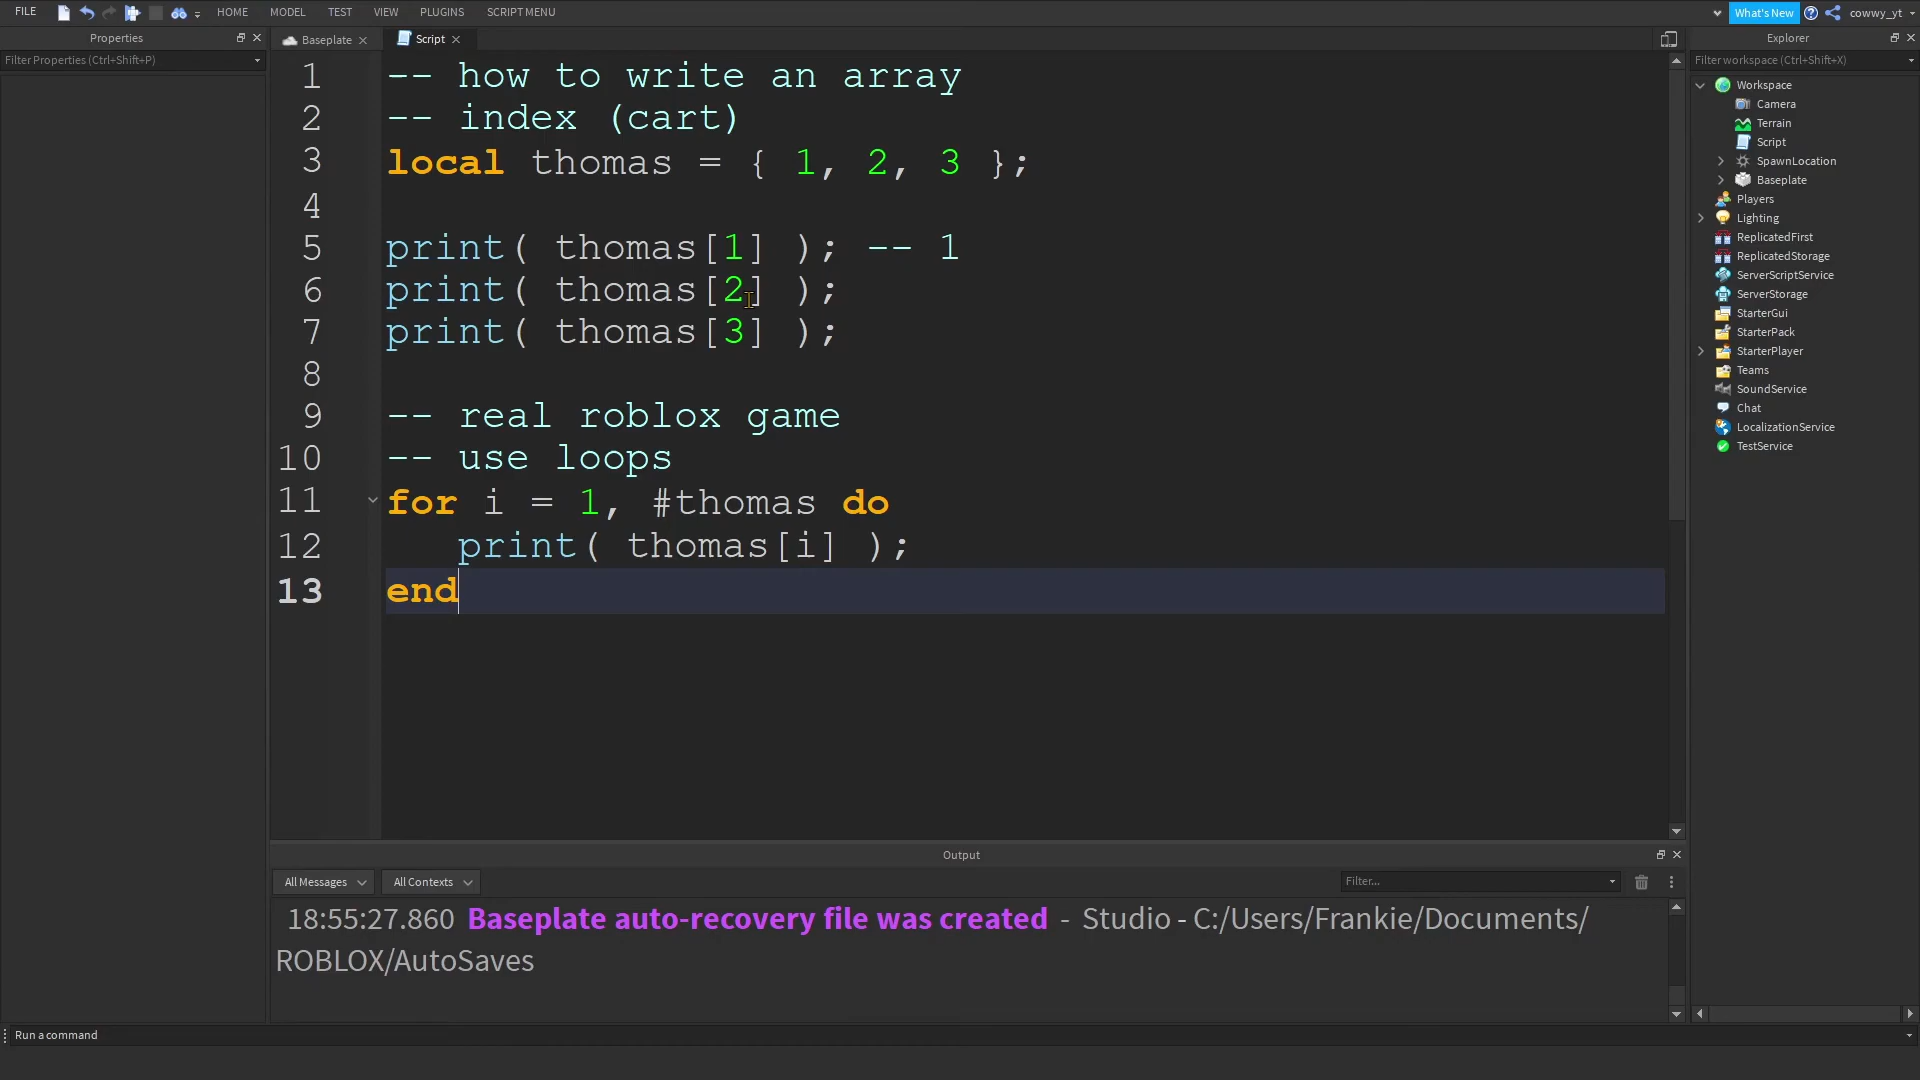 FILE HOME MODEL TEST VIEW PLUGINS SCRIPT MENU What's New cowwy_yt
Properties
Filter Properties (Ctrl+Shift+P)
Baseplate Script
1 -- how to write an array
2 -- index (cart)
3 local thomas = { 1, 2, 3 };
4
5 print( thomas[1] ); -- 1
6 print( thomas[2] );
7 print( thomas[3] );
8
9 -- real roblox game
10 -- use loops
11 for i = 1, #thomas do
12 print( thomas[i] );
13 end
Output
All Messages All Contexts Filter...
18:55:27.860 Baseplate auto-recovery file was created - Studio - C:/Users/Frankie/Documents/
ROBLOX/AutoSaves
Run a command
Explorer
Filter workspace (Ctrl+Shift+X)
Workspace
Camera
Terrain
Script
SpawnLocation
Baseplate
Players
Lighting
ReplicatedFirst
ReplicatedStorage
ServerScriptService
ServerStorage
StarterGui
StarterPack
StarterPlayer
Teams
SoundService
Chat
LocalizationService
TestService